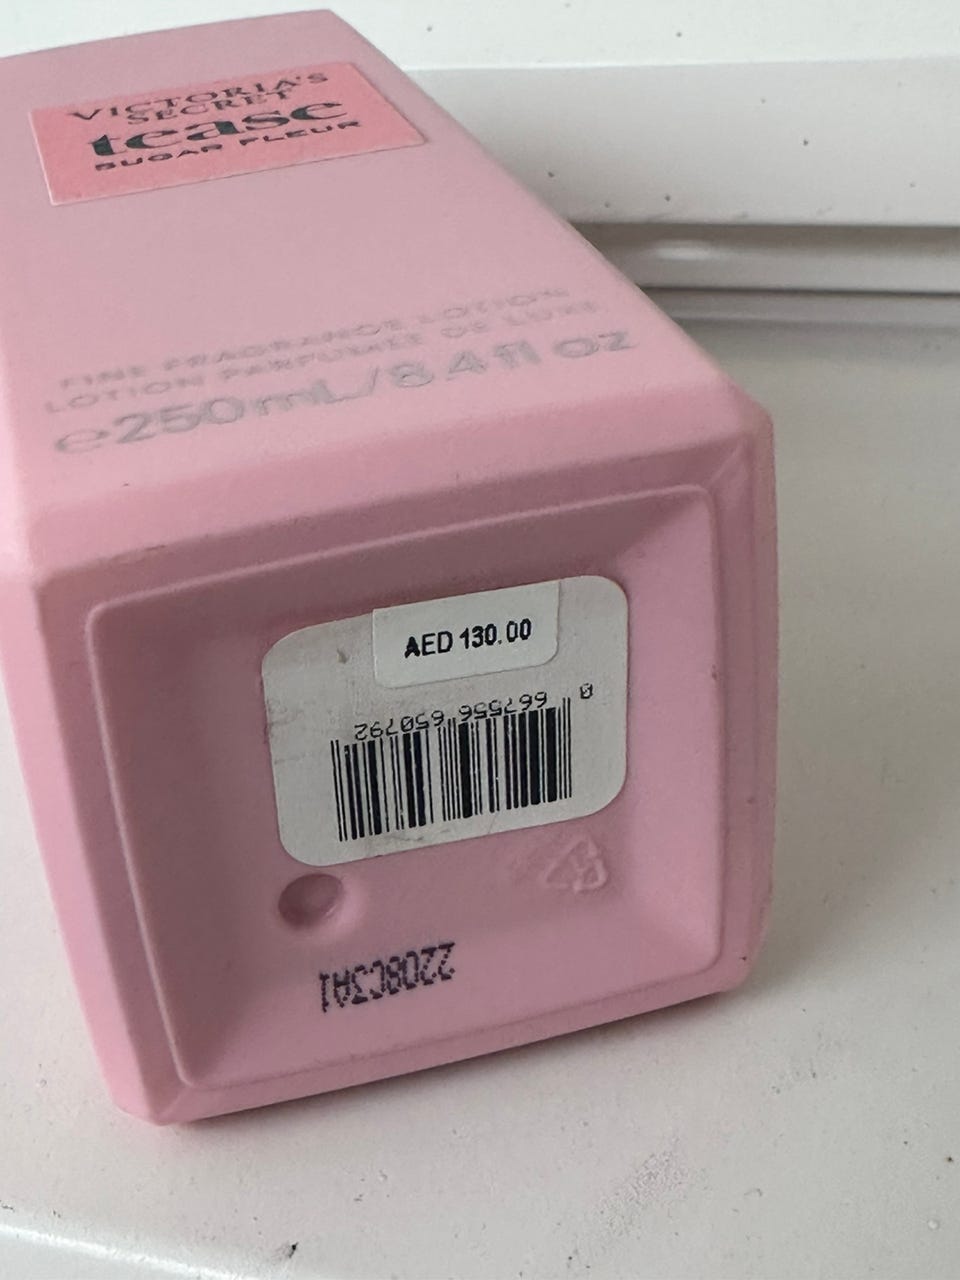 VICTORIA'S
SECRET
tease
SUGAR FLEUR
FINE FRAGRANCE LOTION
LOTION PARFUMÉE DE LUXE
e250mL/8.4 fl oz
AED 130.00
0 667556 650792
2208C3A1